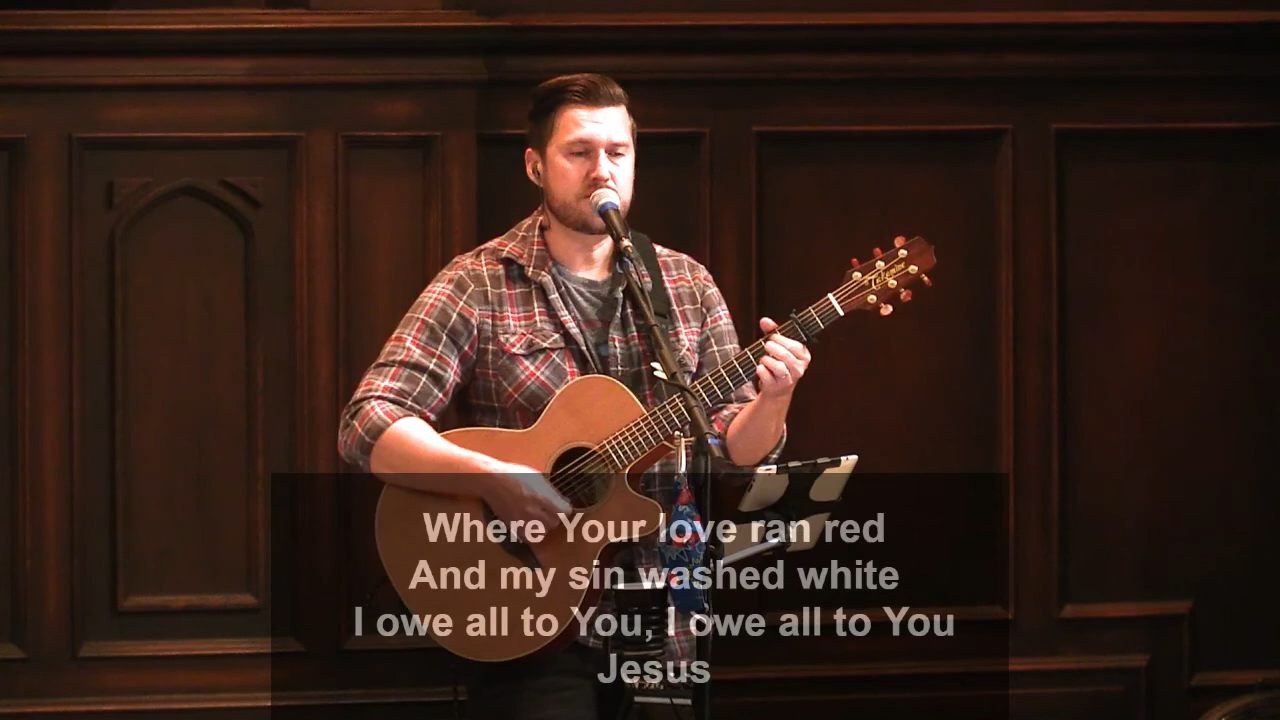 Takamine
Where Your love ran red
And my sin washed white
I owe all to You, I owe all to You
Jesus